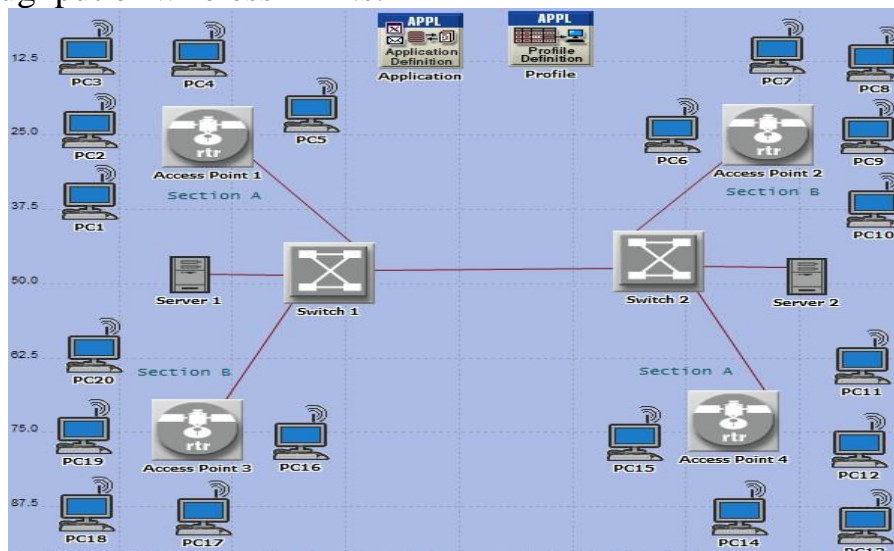 APPL
Application
Definition
Application
APPL
Profile
Definition
Profile
12.5
25.0
37.5
50.0
62.5
75.0
87.5
PC3
PC4
PC5
PC2
rtr
Access Point 1
PC1
Section A
PC7
PC8
PC6
rtr
Access Point 2
PC9
Section B
PC10
Server 1
Switch 1
Switch 2
Server 2
PC20
Section B
Section A
PC11
PC19
rtr
Access Point 3
PC16
PC15
rtr
Access Point 4
PC12
PC18
PC17
PC14